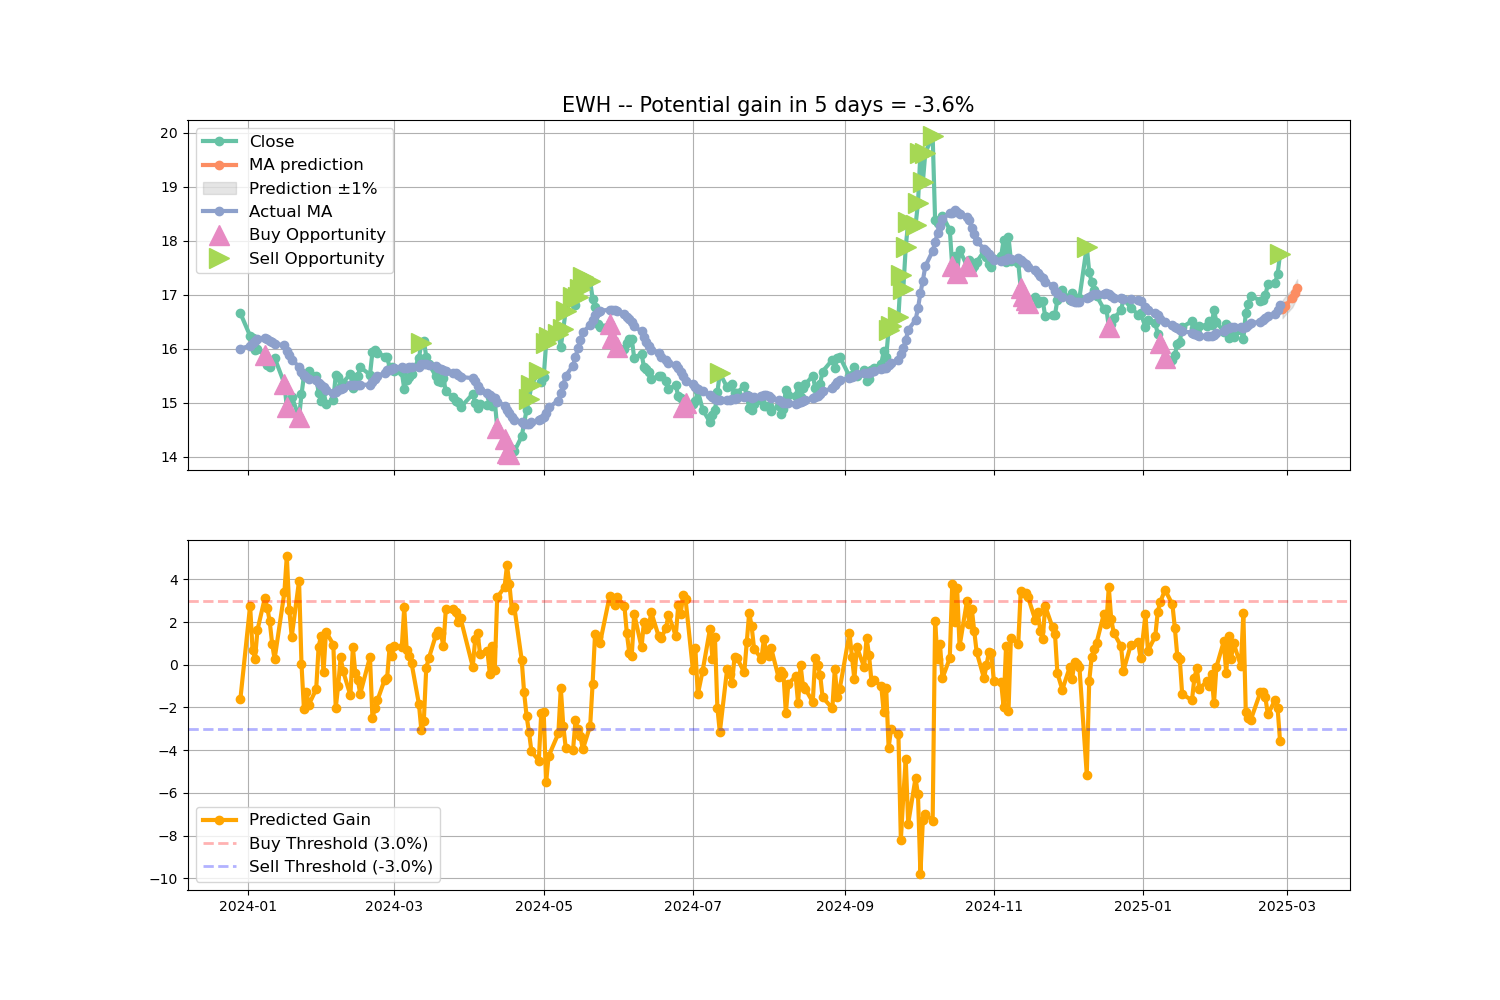 EWH -- Potential gain in 5 days = -3.6%
20
19
18
17
16
15
14
Close
MA prediction
Prediction ±1%
Actual MA
Buy Opportunity
Sell Opportunity
4
2
0
−2
−4
−6
−8
−10
Predicted Gain
Buy Threshold (3.0%)
Sell Threshold (-3.0%)
2024-01 2024-03 2024-05 2024-07 2024-09 2024-11 2025-01 2025-03